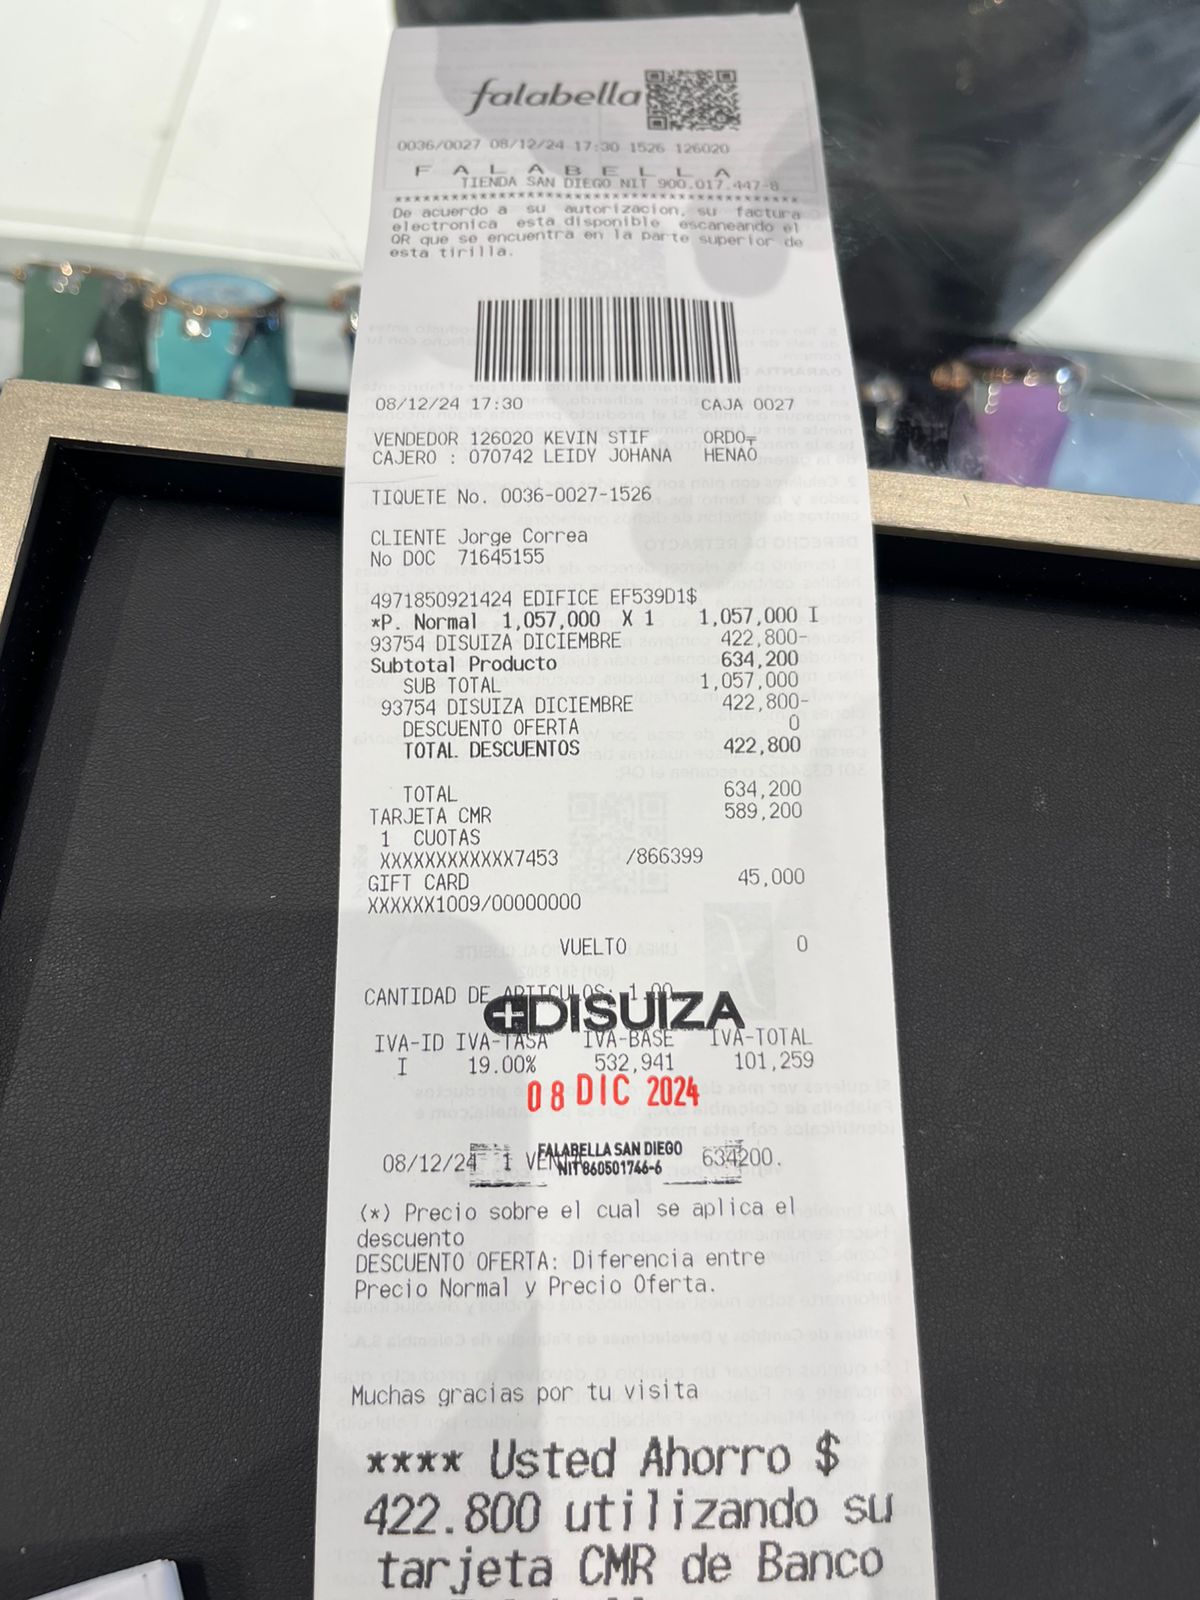 falabella
0036/0027 08/12/24 17:30 1526 126020
F A L A B E L L A
TIENDA SAN DIEGO NIT 900.017.447-8
De acuerdo a su autorizacion, su factura
electronica esta disponible escaneando el
QR que se encuentra en la parte superior de
esta tirilla.
08/12/24 17:30 CAJA 0027
VENDEDOR 126020 KEVIN STIF ORDO
CAJERO : 070742 LEIDY JOHANA HENAO
TIQUETE No. 0036-0027-1526
CLIENTE Jorge Correa
No DOC 71645155
4971850921424 EDIFICE EF539D1$
*P. Normal 1,057,000 X 1 1,057,000 I
93754 DISUIZA DICIEMBRE 422,800-
Subtotal Producto 634,200
SUB TOTAL 1,057,000
93754 DISUIZA DICIEMBRE 422,800-
DESCUENTO OFERTA 0
TOTAL DESCUENTOS 422,800
TOTAL 634,200
TARJETA CMR 589,200
1 CUOTAS
XXXXXXXXXXXX7453 /866399
GIFT CARD 45,000
XXXXXX1009/00000000
VUELTO 0
CANTIDAD DE ARTICULOS: 1.00
DISUIZA
IVA-ID IVA-TASA IVA-BASE IVA-TOTAL
I 19.00% 532,941 101,259
08 DIC 2024
FALABELLA SAN DIEGO
08/12/24 1 VENTA 634200.
NIT 860501746-6
(*) Precio sobre el cual se aplica el
descuento
DESCUENTO OFERTA: Diferencia entre
Precio Normal y Precio Oferta.
Muchas gracias por tu visita
**** Usted Ahorro $
422.800 utilizando su
tarjeta CMR de Banco